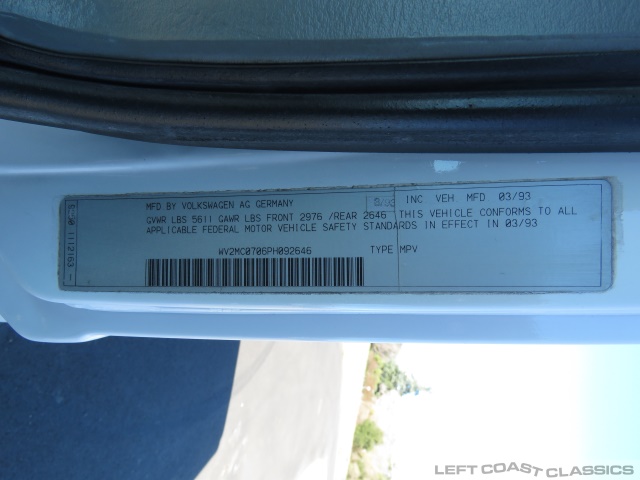 MFD BY VOLKSWAGEN AG GERMANY INC VEH MFD 03/93
GVWR LBS 5611 GAWR LBS FRONT 2976 /REAR 2646 THIS VEHICLE CONFORMS TO ALL
APPLICABLE FEDERAL MOTOR VEHICLE SAFETY STANDARDS IN EFFECT IN 03/93
WV2MC0706PH092646 TYPE MPV
LEFT COAST CLASSICS